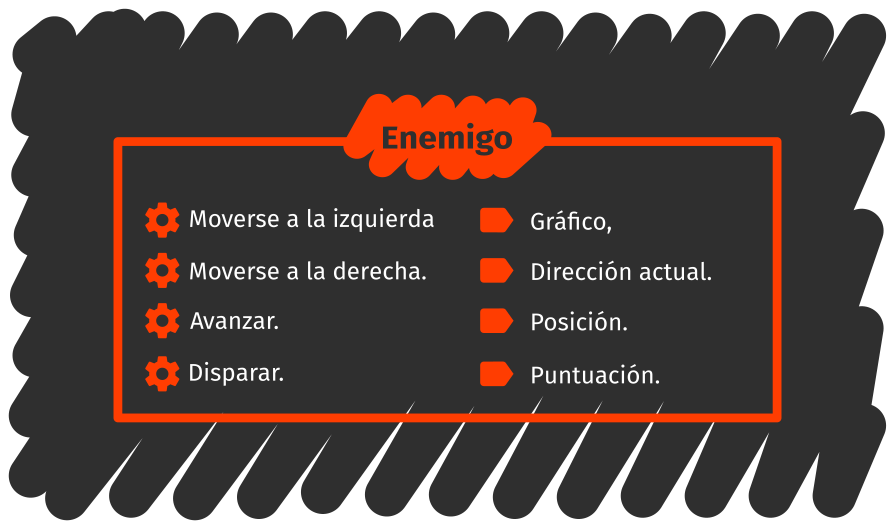 Enemigo
Moverse a la izquierda
Moverse a la derecha.
Avanzar.
Disparar.
Gráfico,
Dirección actual.
Posición.
Puntuación.